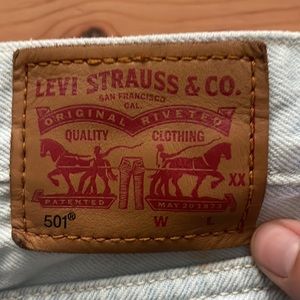 LEVI STRAUSS & CO.
SAN FRANCISCO
CAL.
ORIGINAL RIVETED
QUALITY CLOTHING
XX
PATENTED MAY 20 1873
501® W L